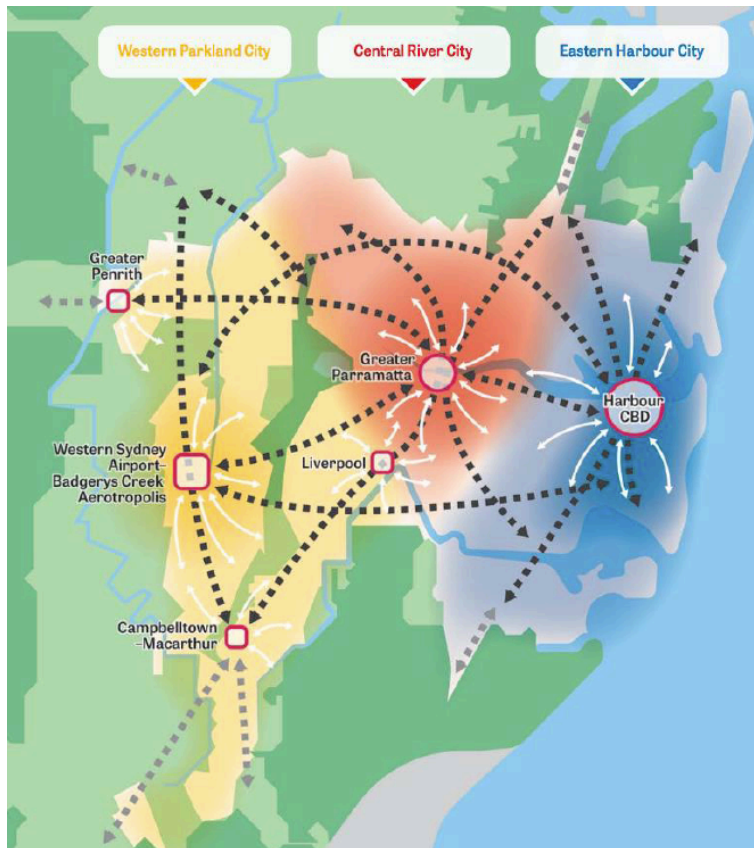 Western Parkland City
Central River City
Eastern Harbour City
Greater
Penrith
Greater
Parramatta
Harbour
CBD
Western Sydney
Airport–
Badgerys Creek
Aerotropolis
Liverpool
Campbelltown
–Macarthur